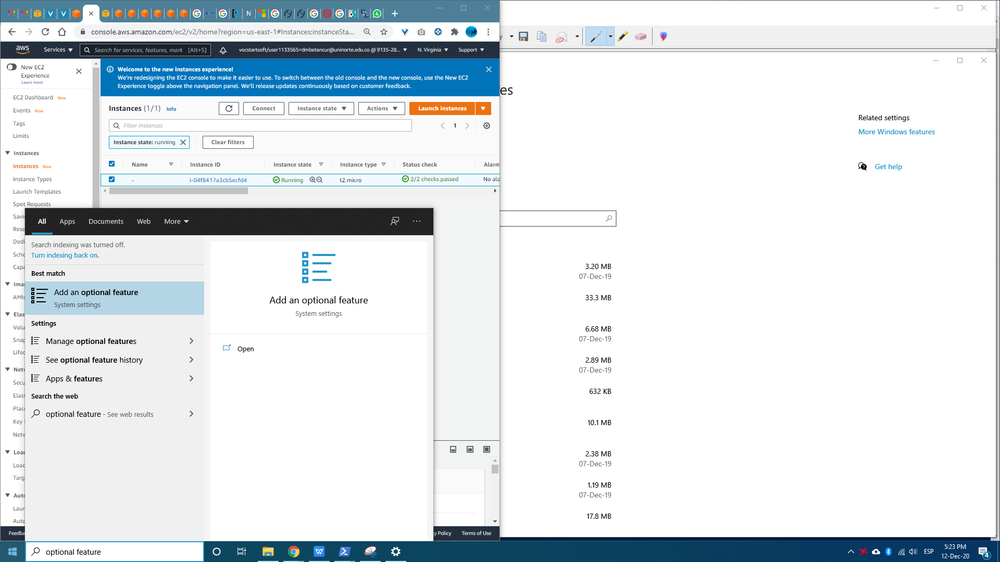 console.aws.amazon.com/ec2/v2/home?region=us-east-1#Instances:instanceSta...
aws
Services
Search for services, features, mark [Alt+S]
vocstartsoft/user1133565=dmbetancur@uninorte.edu.co @ 9135-28...
N. Virginia
Support
New EC2
Experience
Learn more
Welcome to the new instances experience!
We're redesigning the EC2 console to make it easier to use. To switch between the old console and the new console, use the New EC2
Experience toggle above the navigation panel. We'll release updates continuously based on customer feedback.
EC2 Dashboard New
Events New
Tags
Limits
Instances
Instances New
Instance Types
Launch Templates
Spot Requests
Savi
Rese
Dedi
Sche
Capa
Imag
AMIs
Elas
Volu
Snap
Lifec
Netv
Secu
Elast
Place
Key I
Netw
Load
Load
Targ
Auto
Laun
Auto
Instances (1/1) Info
Connect
Instance state
Actions
Launch instances
Filter instances
1
Instance state: running
Clear filters
Name
Instance ID
Instance state
Instance type
Status check
Alarm
–
i-04f8417a3cb5ecfd4
Running
t2.micro
2/2 checks passed
No ala
All
Apps
Documents
Web
More
Search indexing was turned off.
Turn indexing back on.
Best match
Add an optional feature
System settings
Settings
Manage optional features
See optional feature history
Apps & features
Search the web
optional feature - See web results
Add an optional feature
System settings
Open
Feedba
cy Policy
Terms of Use
es
Related settings
More Windows features
Get help
3.20 MB
07-Dec-19
33.3 MB
6.68 MB
07-Dec-19
2.89 MB
07-Dec-19
632 KB
10.1 MB
2.38 MB
07-Dec-19
1.19 MB
07-Dec-19
17.8 MB
optional feature
ESP
5:23 PM
12-Dec-20
4